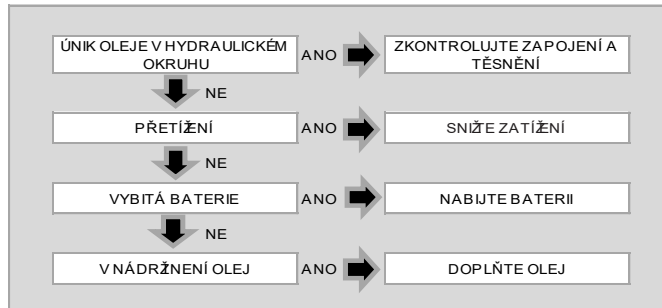 ÚNIK OLEJE V HYDRAULICKÉM
OKRUHU
ANO
ZKONTROLUJTE ZAPOJENÍ A
TĚSNĚNÍ
NE
PŘETÍŽENÍ
ANO
SNIŽTE ZATÍŽENÍ
NE
VYBITÁ BATERIE
ANO
NABIJTE BATERII
NE
V NÁDRŽNENÍ OLEJ
ANO
DOPLŇTE OLEJ